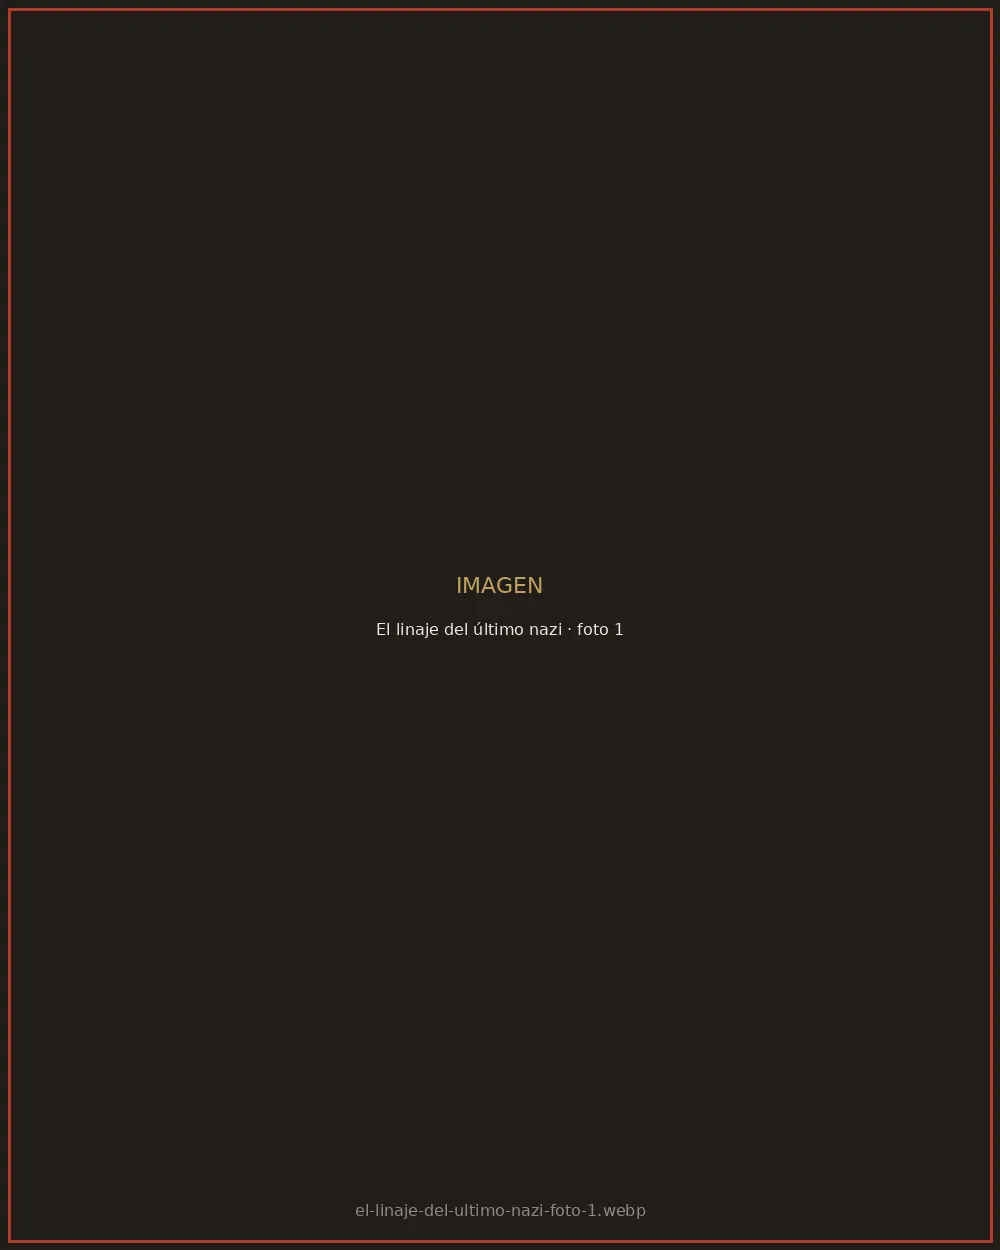 IMAGEN
El linaje del último nazi · foto 1
el-linaje-del-ultimo-nazi-foto-1.webp